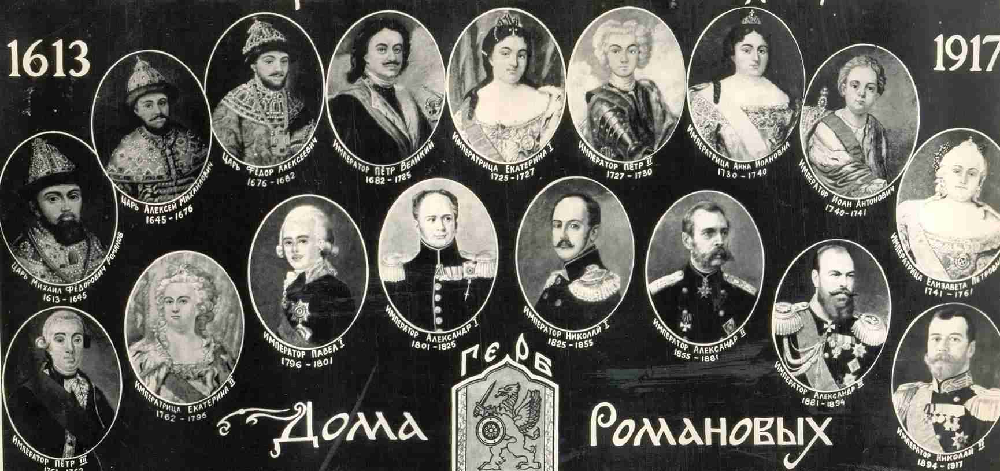 1613
1917
Царь Михаил Фёдорович Романов
1613-1645
Царь Алексей Михайлович
1645-1676
Царь Фёдор Алексеевич
1676-1682
Император Пётр Великий
1682-1725
Императрица Екатерина I
1725-1727
Император Пётр II
1727-1730
Императрица Анна Иоановна
1730-1740
Император Иоан Антонович
1740-1741
Императрица Елизавета Петровна
1741-1761
Император Пётр III
1761-1762
Императрица Екатерина II
1762-1796
Император Павел I
1796-1801
Император Александр I
1801-1825
Император Николай I
1825-1855
Император Александр II
1855-1881
Император Александр III
1881-1894
Император Николай II
1894-1917
Герб
Дома Романовых